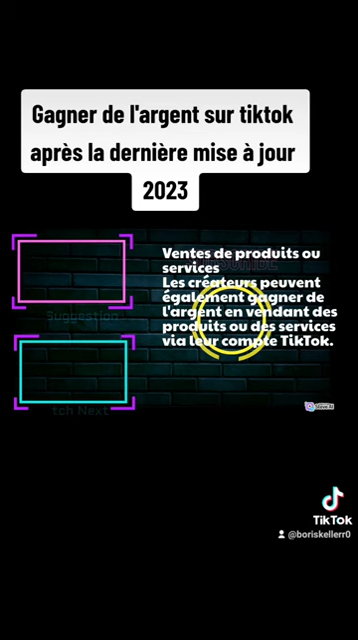 Gagner de l'argent sur tiktok
après la dernière mise à jour
2023
Ventes de produits ou
services
Les créateurs peuvent
également gagner de
l'argent en vendant des
produits ou des services
via leur compte TikTok.
Suggestion
tch Next
TikTok
@boriskellerr0